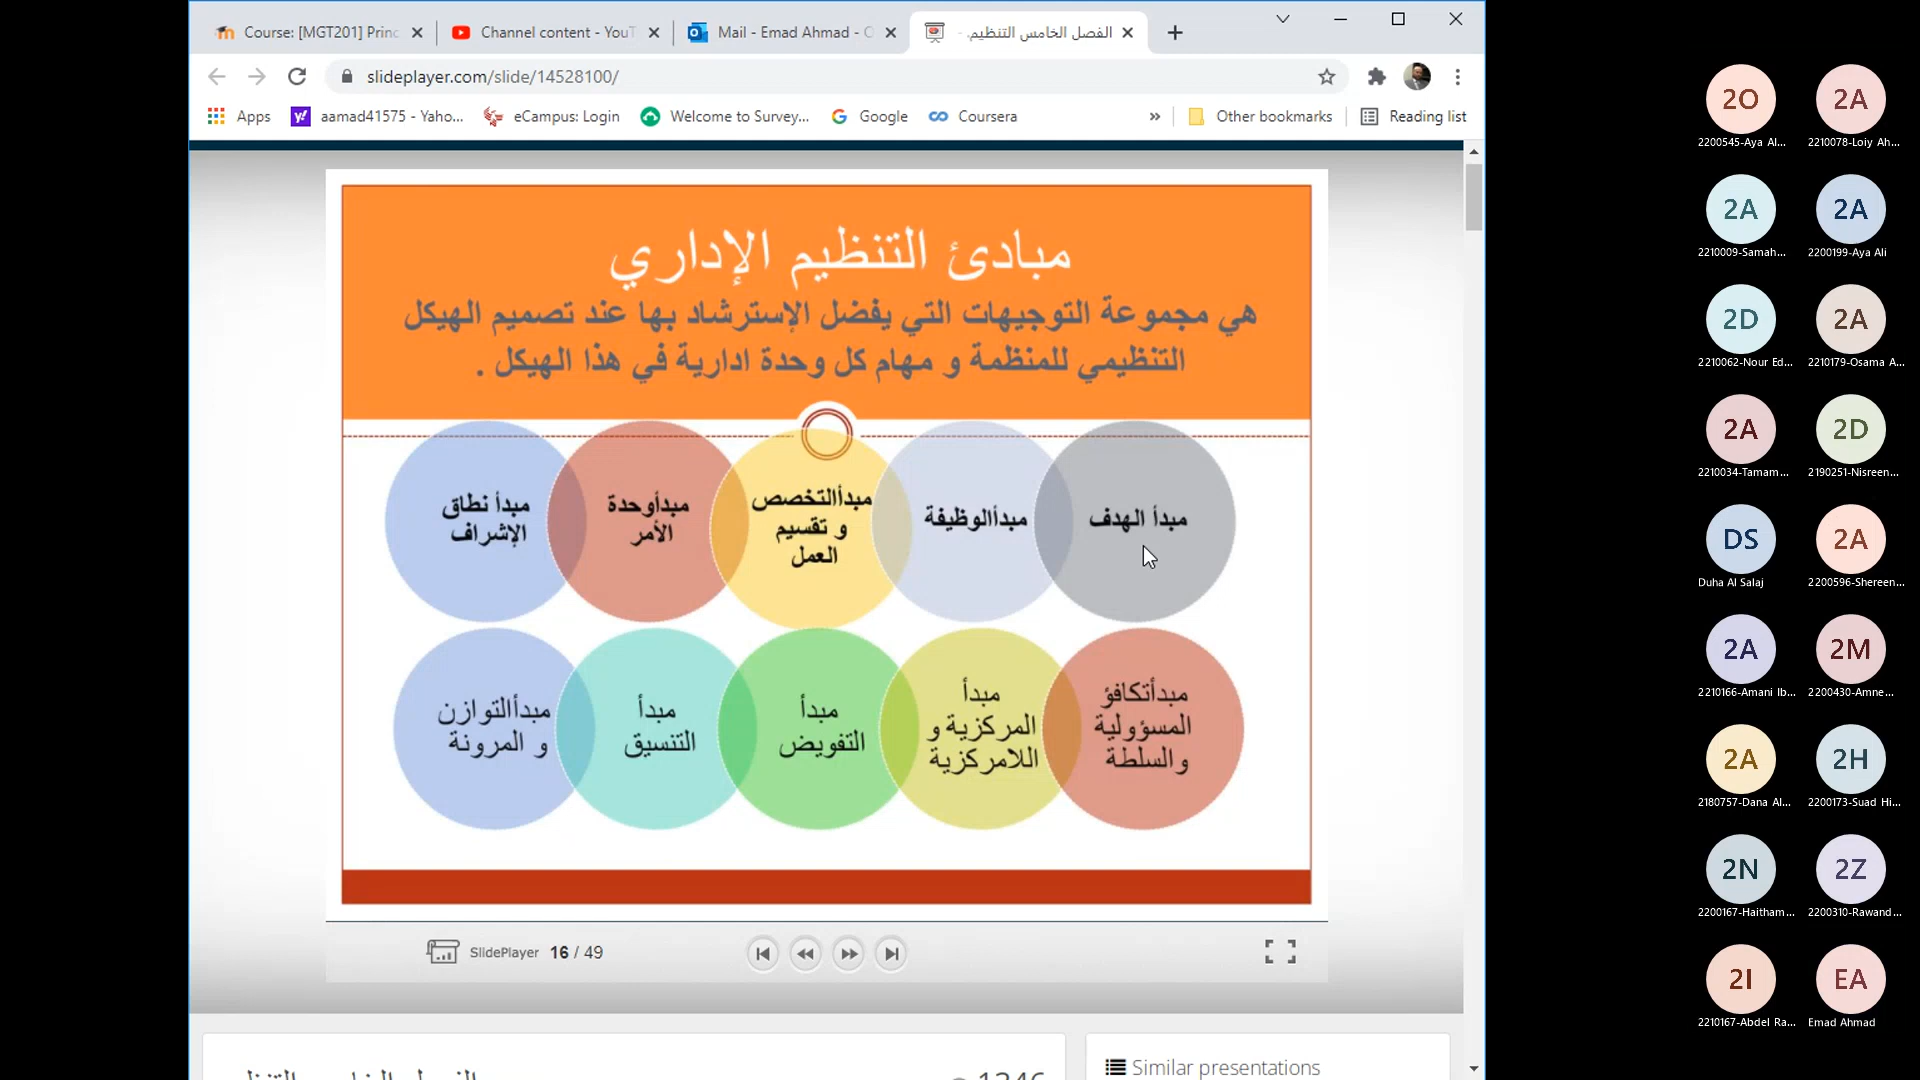 Course: [MGT201] Princ
Channel content - YouT
Mail - Emad Ahmad - O
الفصل الخامس التنظيم. -
slideplayer.com/slide/14528100/
Apps
aamad41575 - Yaho...
eCampus: Login
Welcome to Survey...
Google
Coursera
»
Other bookmarks
Reading list
مبادئ التنظيم الإداري
هي مجموعة التوجيهات التي يفضل الإسترشاد بها عند تصميم الهيكل
التنظيمي للمنظمة و مهام كل وحدة ادارية في هذا الهيكل .
مبدأ الهدف
مبدأالوظيفة
مبدأالتخصص
و تقسيم
العمل
مبدأوحدة
الأمر
مبدأ نطاق
الإشراف
مبدأتكافؤ
المسؤولية
والسلطة
مبدأ
المركزية و
اللامركزية
مبدأ
التفويض
مبدأ
التنسيق
مبدأالتوازن
و المرونة
SlidePlayer 16 / 49
Similar presentations
2O
2200545-Aya Al...
2A
2210078-Loiy Ah...
2A
2210009-Samah...
2A
2200199-Aya Ali
2D
2210062-Nour Ed...
2A
2210179-Osama A...
2A
2210034-Tamam...
2D
2190251-Nisreen...
DS
Duha Al Salaj
2A
2200596-Shereen...
2A
2210166-Amani Ib...
2M
2200430-Amne...
2A
2180757-Dana Al...
2H
2200173-Suad Hi...
2N
2200167-Haitham...
2Z
2200310-Rawand...
2I
2210167-Abdel Ra...
EA
Emad Ahmad